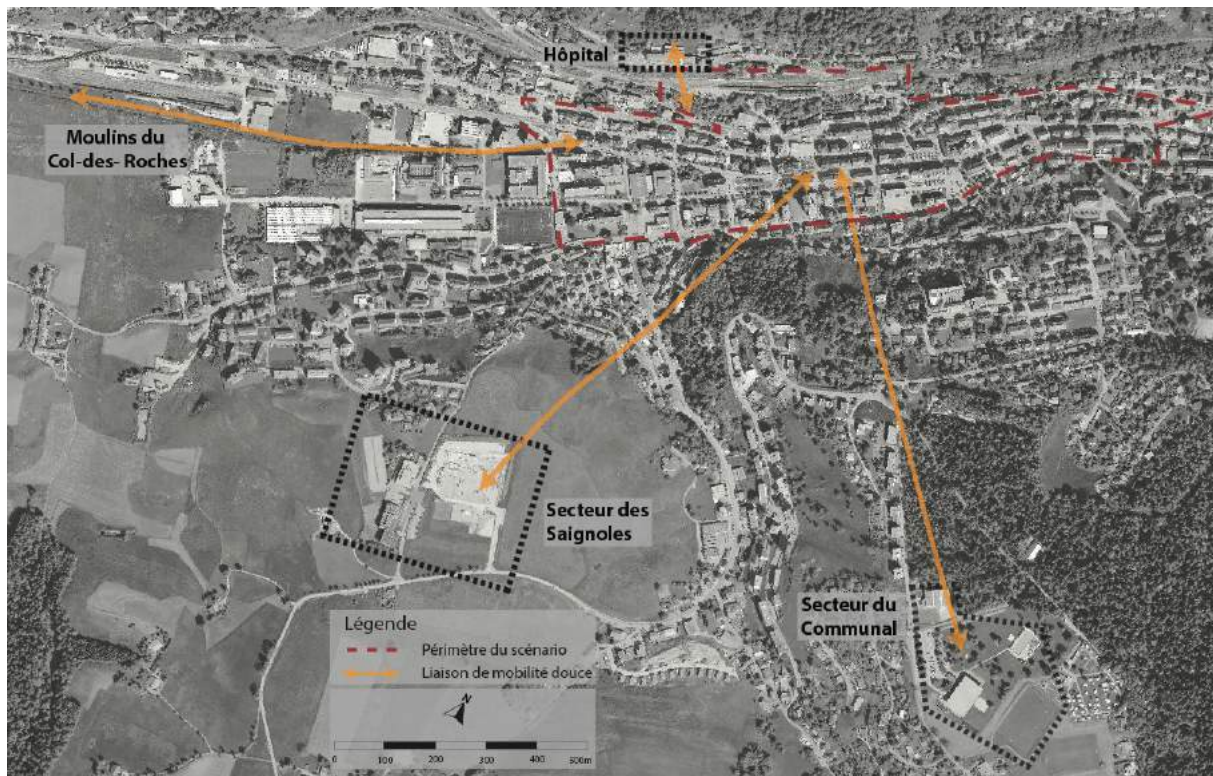 Hôpital
Moulins du
Col-des- Roches
Secteur des
Saignoles
Secteur du
Communal
Légende
Périmètre du scénario
Liaison de mobilité douce
N
0 100 200 300 400 500m